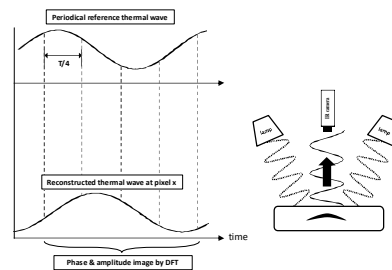 Periodical reference thermal wave
T/4
Reconstructed thermal wave at pixel x
time
Phase & amplitude image by DFT
IR camera
lamp
lamp